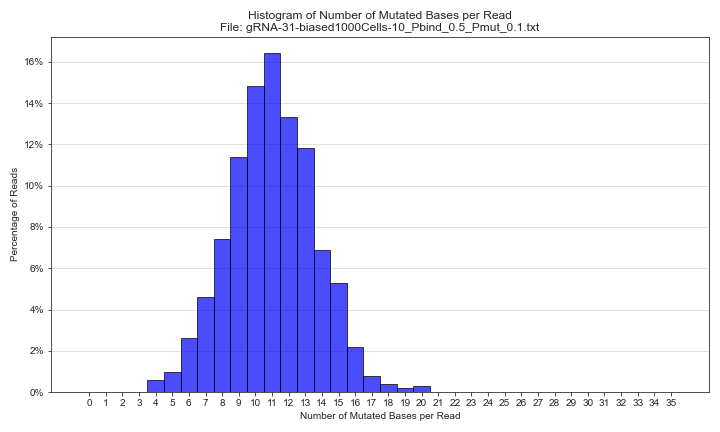 Histogram of Number of Mutated Bases per Read
File: gRNA-31-biased1000Cells-10_Pbind_0.5_Pmut_0.1.txt
16%
14%
12%
10%
8%
6%
4%
2%
0%
Percentage of Reads
0 1 2 3 4 5 6 7 8 9 10 11 12 13 14 15 16 17 18 19 20 21 22 23 24 25 26 27 28 29 30 31 32 33 34 35
Number of Mutated Bases per Read